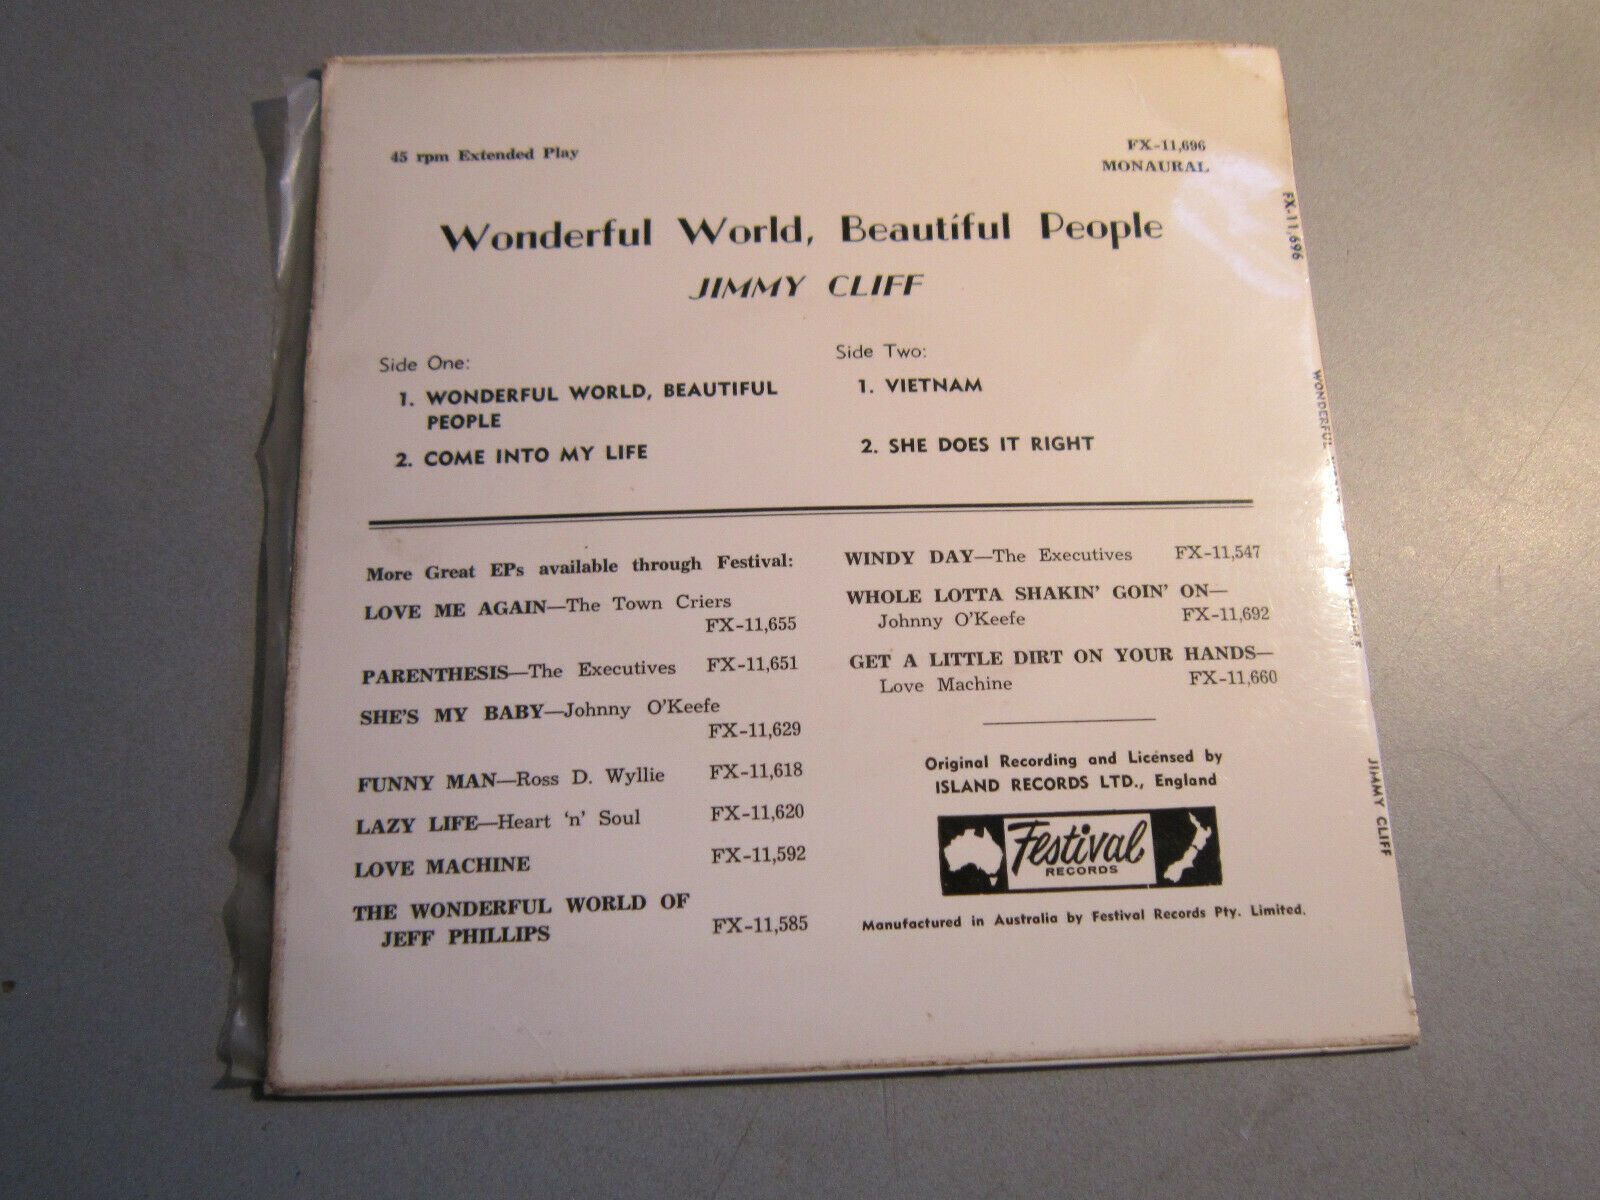 45 rpm Extended Play
FX-11,696
MONAURAL
Wonderful World, Beautiful People
JIMMY CLIFF
Side One:
1. WONDERFUL WORLD, BEAUTIFUL
PEOPLE
2. COME INTO MY LIFE
Side Two:
1. VIETNAM
2. SHE DOES IT RIGHT
More Great EPs available through Festival:
LOVE ME AGAIN—The Town Criers
FX-11,655
PARENTHESIS—The Executives FX-11,651
SHE'S MY BABY—Johnny O'Keefe
FX-11,629
FUNNY MAN—Ross D. Wyllie FX-11,618
LAZY LIFE—Heart 'n' Soul FX-11,620
LOVE MACHINE FX-11,592
THE WONDERFUL WORLD OF
JEFF PHILLIPS FX-11,585
WINDY DAY—The Executives FX-11,547
WHOLE LOTTA SHAKIN' GOIN' ON—
Johnny O'Keefe FX-11,692
GET A LITTLE DIRT ON YOUR HANDS—
Love Machine FX-11,660
Original Recording and Licensed by
ISLAND RECORDS LTD., England
Festival
RECORDS
Manufactured in Australia by Festival Records Pty. Limited.
FX-11,696
WONDERFUL
JIMMY CLIFF